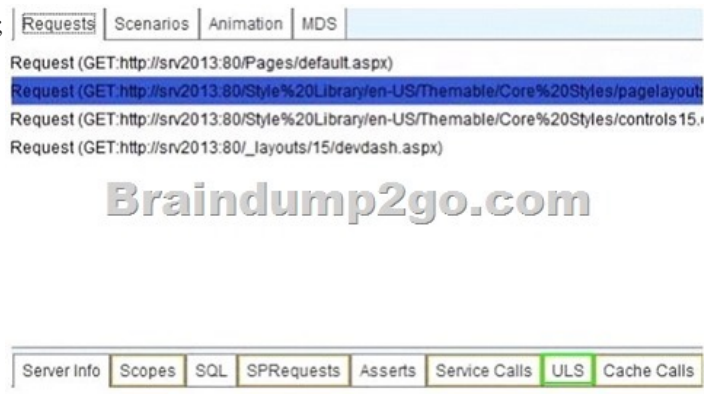 ; Requests Scenarios Animation MDS
Request (GET:http://srv2013:80/Pages/default.aspx)
Request (GET:http://srv2013:80/Style%20Library/en-US/Themable/Core%20Styles/pagelayouts
Request (GET:http://srv2013:80/Style%20Library/en-US/Themable/Core%20Styles/controls15.
Request (GET:http://srv2013:80/_layouts/15/devdash.aspx)
Braindump2go.com
Server Info Scopes SQL SPRequests Asserts Service Calls ULS Cache Calls